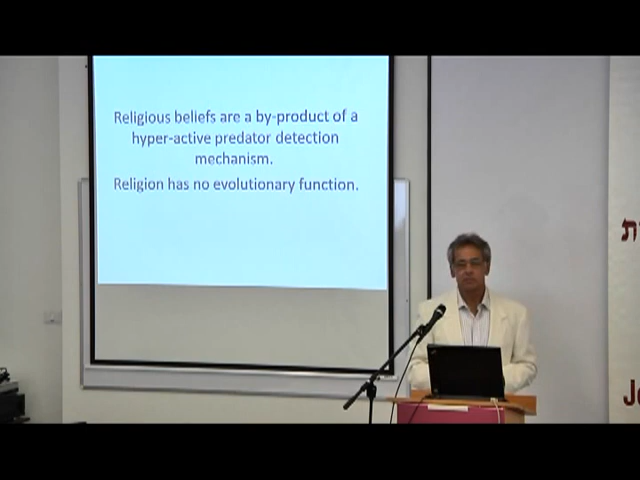 Religious beliefs are a by-product of a
hyper-active predator detection
mechanism.
Religion has no evolutionary function.